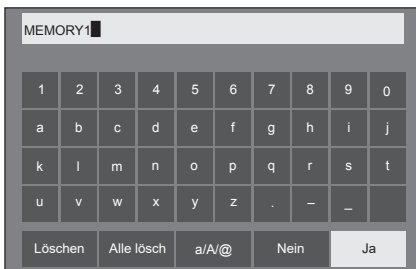 MEMORY1
1 2 3 4 5 6 7 8 9 0
a b c d e f g h i j
k l m n o p q r s t
u v w x y z . – _
Löschen Alle lösch a/A/@ Nein Ja